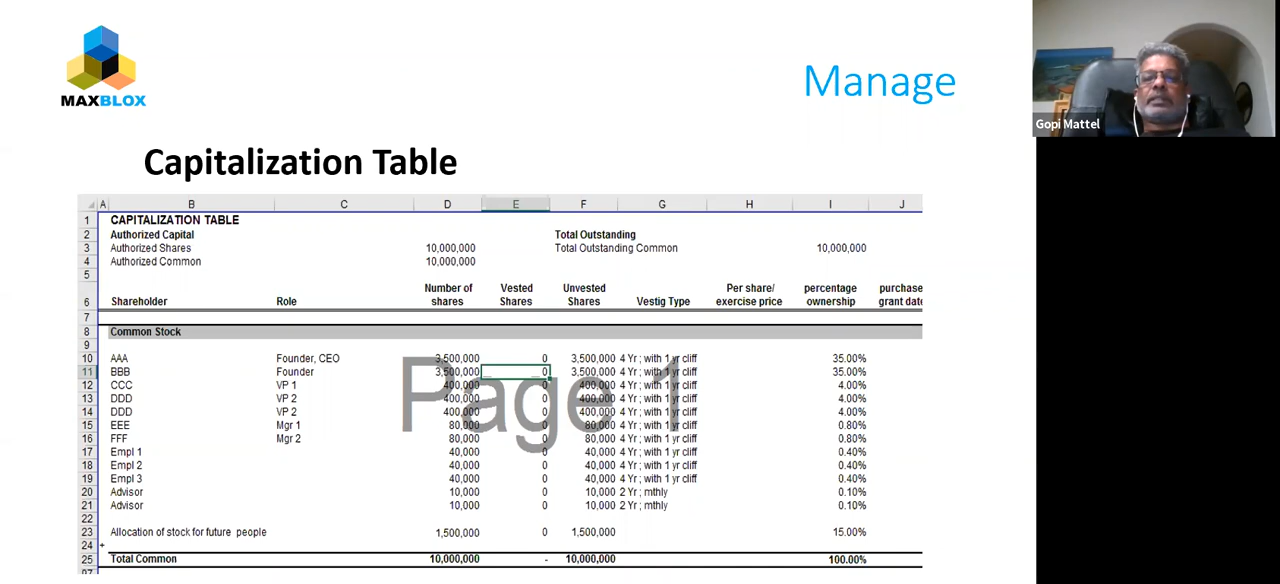 MAXBLOX
Manage
Gopi Mattel
Capitalization Table
A B C D E F G H I J
1 CAPITALIZATION TABLE
2 Authorized Capital Total Outstanding
3 Authorized Shares 10,000,000 Total Outstanding Common 10,000,000
4 Authorized Common 10,000,000
5
Number of Vested Unvested Per share/ percentage purchase
6 Shareholder Role shares Shares Shares Vestig Type exercise price ownership grant date
7
8 Common Stock
9
10 AAA Founder, CEO 3,500,000 0 3,500,000 4 Yr ; with 1 yr cliff 35.00%
11 BBB Founder 3,500,000 0 3,500,000 4 Yr ; with 1 yr cliff 35.00%
12 CCC VP 1 400,000 0 400,000 4 Yr ; with 1 yr cliff 4.00%
13 DDD VP 2 400,000 0 400,000 4 Yr ; with 1 yr cliff 4.00%
14 DDD VP 2 400,000 0 400,000 4 Yr ; with 1 yr cliff 4.00%
15 EEE Mgr 1 80,000 0 80,000 4 Yr ; with 1 yr cliff 0.80%
16 FFF Mgr 2 80,000 0 80,000 4 Yr ; with 1 yr cliff 0.80%
17 Empl 1 40,000 0 40,000 4 Yr ; with 1 yr cliff 0.40%
18 Empl 2 40,000 0 40,000 4 Yr ; with 1 yr cliff 0.40%
19 Empl 3 40,000 0 40,000 4 Yr ; with 1 yr cliff 0.40%
20 Advisor 10,000 0 10,000 2 Yr ; mthly 0.10%
21 Advisor 10,000 0 10,000 2 Yr ; mthly 0.10%
22
23 Allocation of stock for future people 1,500,000 0 1,500,000 15.00%
24 +
25 Total Common 10,000,000 - 10,000,000 100.00%
Page 1